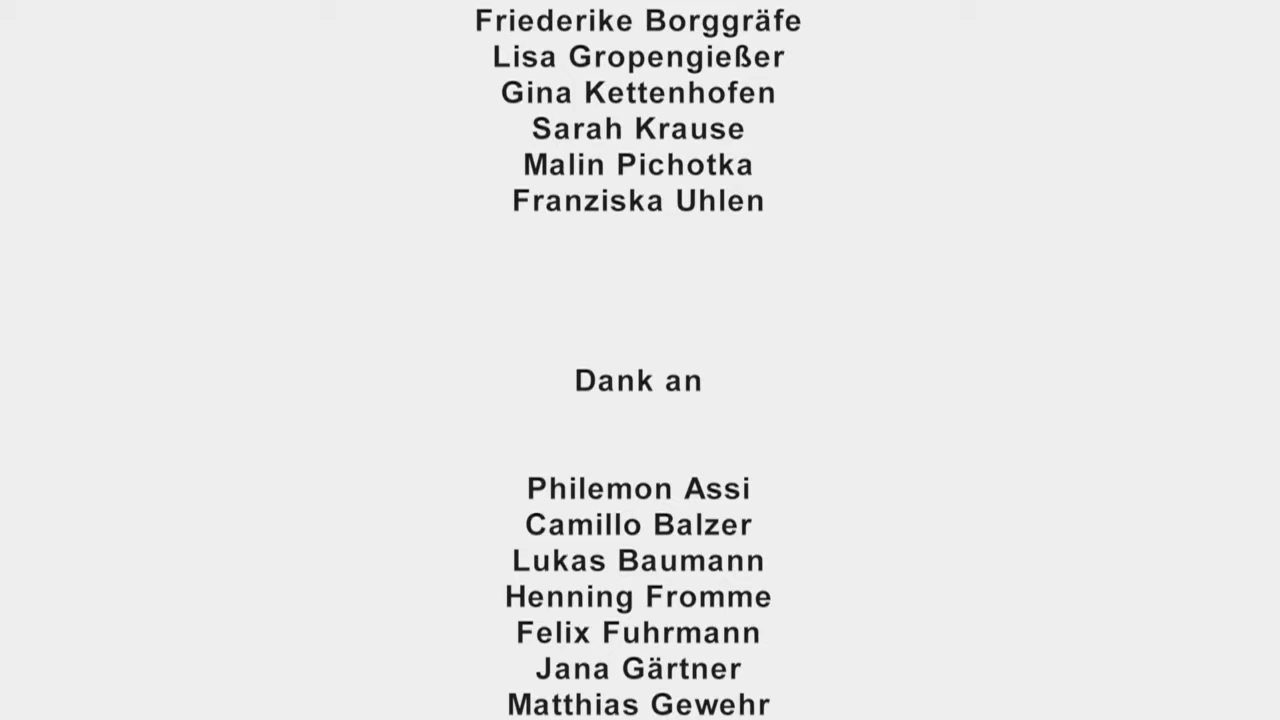 Friederike Borggräfe
Lisa Gropengießer
Gina Kettenhofen
Sarah Krause
Malin Pichotka
Franziska Uhlen
Dank an
Philemon Assi
Camillo Balzer
Lukas Baumann
Henning Fromme
Felix Fuhrmann
Jana Gärtner
Matthias Gewehr